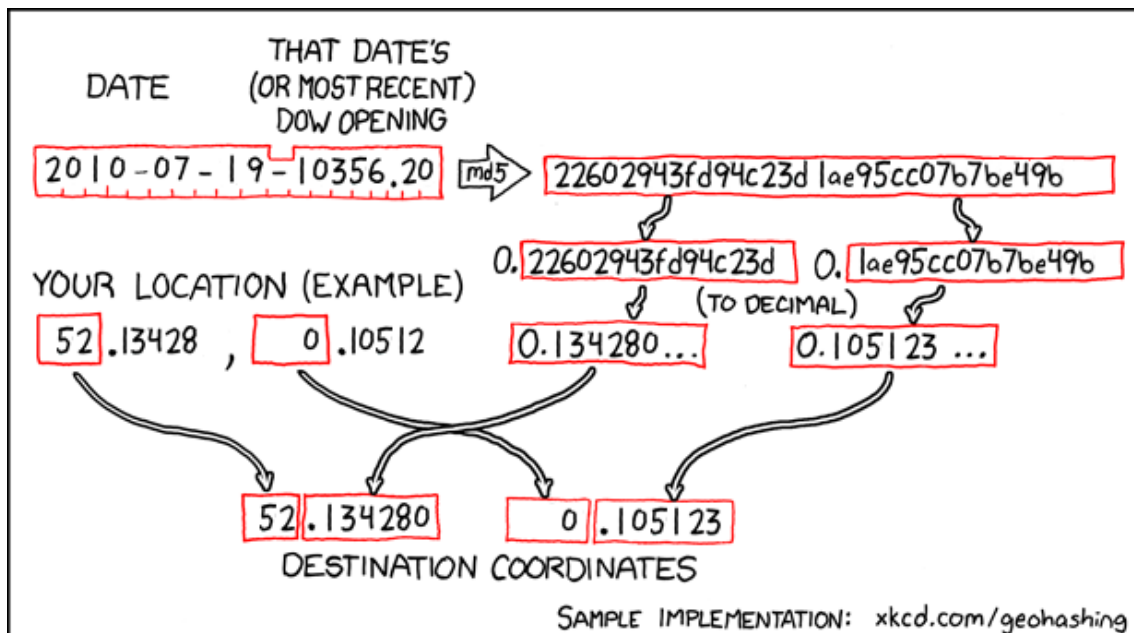 DATE
THAT DATE'S
(OR MOST RECENT)
DOW OPENING
2010-07-19-10356.20
md5
22602943fd94c23d1ae95cc07b7be49b
0.22602943fd94c23d
0.1ae95cc07b7be49b
(TO DECIMAL)
YOUR LOCATION (EXAMPLE)
52.13428, 0.10512
0.134280...
0.105123...
52.134280
0.105123
DESTINATION COORDINATES
SAMPLE IMPLEMENTATION: xkcd.com/geohashing